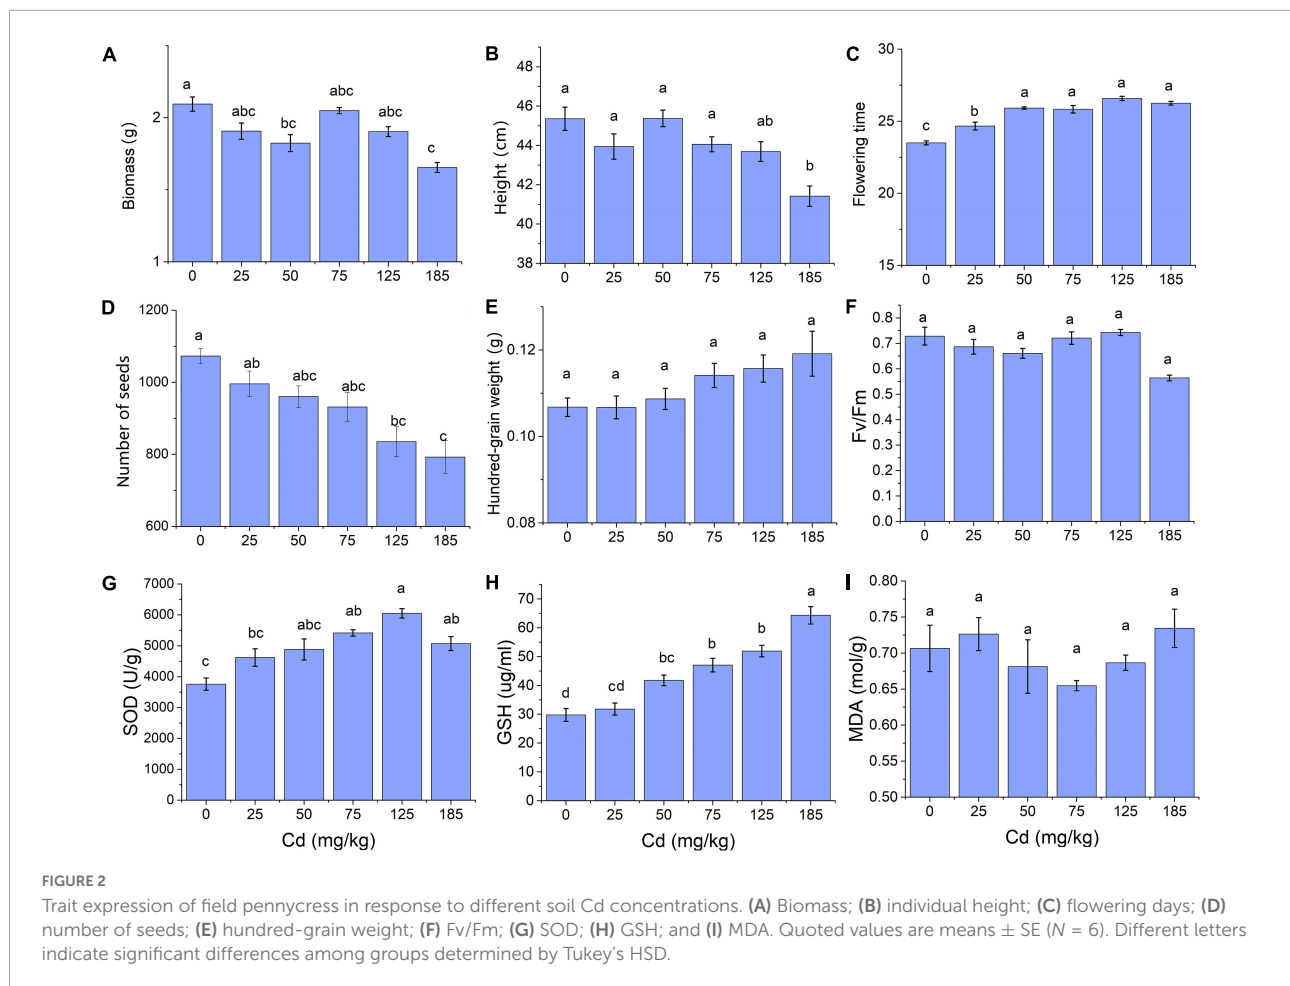 A
Biomass (g)
2
1
a
abc
bc
abc
abc
c
0 25 50 75 125 185
B
Height (cm)
48
46
44
42
40
38
a
a
a
a
ab
b
0 25 50 75 125 185
C
Flowering time
30
25
20
15
c
b
a
a
a
a
0 25 50 75 125 185
D
Number of seeds
1200
1000
800
600
a
ab
abc
abc
bc
c
0 25 50 75 125 185
E
Hundred-grain weight (g)
0.12
0.10
0.08
a
a
a
a
a
a
0 25 50 75 125 185
F
Fv/Fm
0.8
0.7
0.6
0.5
0.4
0.3
0.2
0.1
0.0
a
a
a
a
a
a
0 25 50 75 125 185
G
SOD (U/g)
7000
6000
5000
4000
3000
2000
1000
0
c
bc
abc
ab
a
ab
0 25 50 75 125 185
Cd (mg/kg)
H
GSH (ug/ml)
70
60
50
40
30
20
10
0
d
cd
bc
b
b
a
0 25 50 75 125 185
Cd (mg/kg)
I
MDA (mol/g)
0.80
0.75
0.70
0.65
0.60
0.55
0.50
a
a
a
a
a
a
0 25 50 75 125 185
Cd (mg/kg)
FIGURE 2
Trait expression of field pennycress in response to different soil Cd concentrations. (A) Biomass; (B) individual height; (C) flowering days; (D)
number of seeds; (E) hundred-grain weight; (F) Fv/Fm; (G) SOD; (H) GSH; and (I) MDA. Quoted values are means ± SE (N = 6). Different letters
indicate significant differences among groups determined by Tukey's HSD.